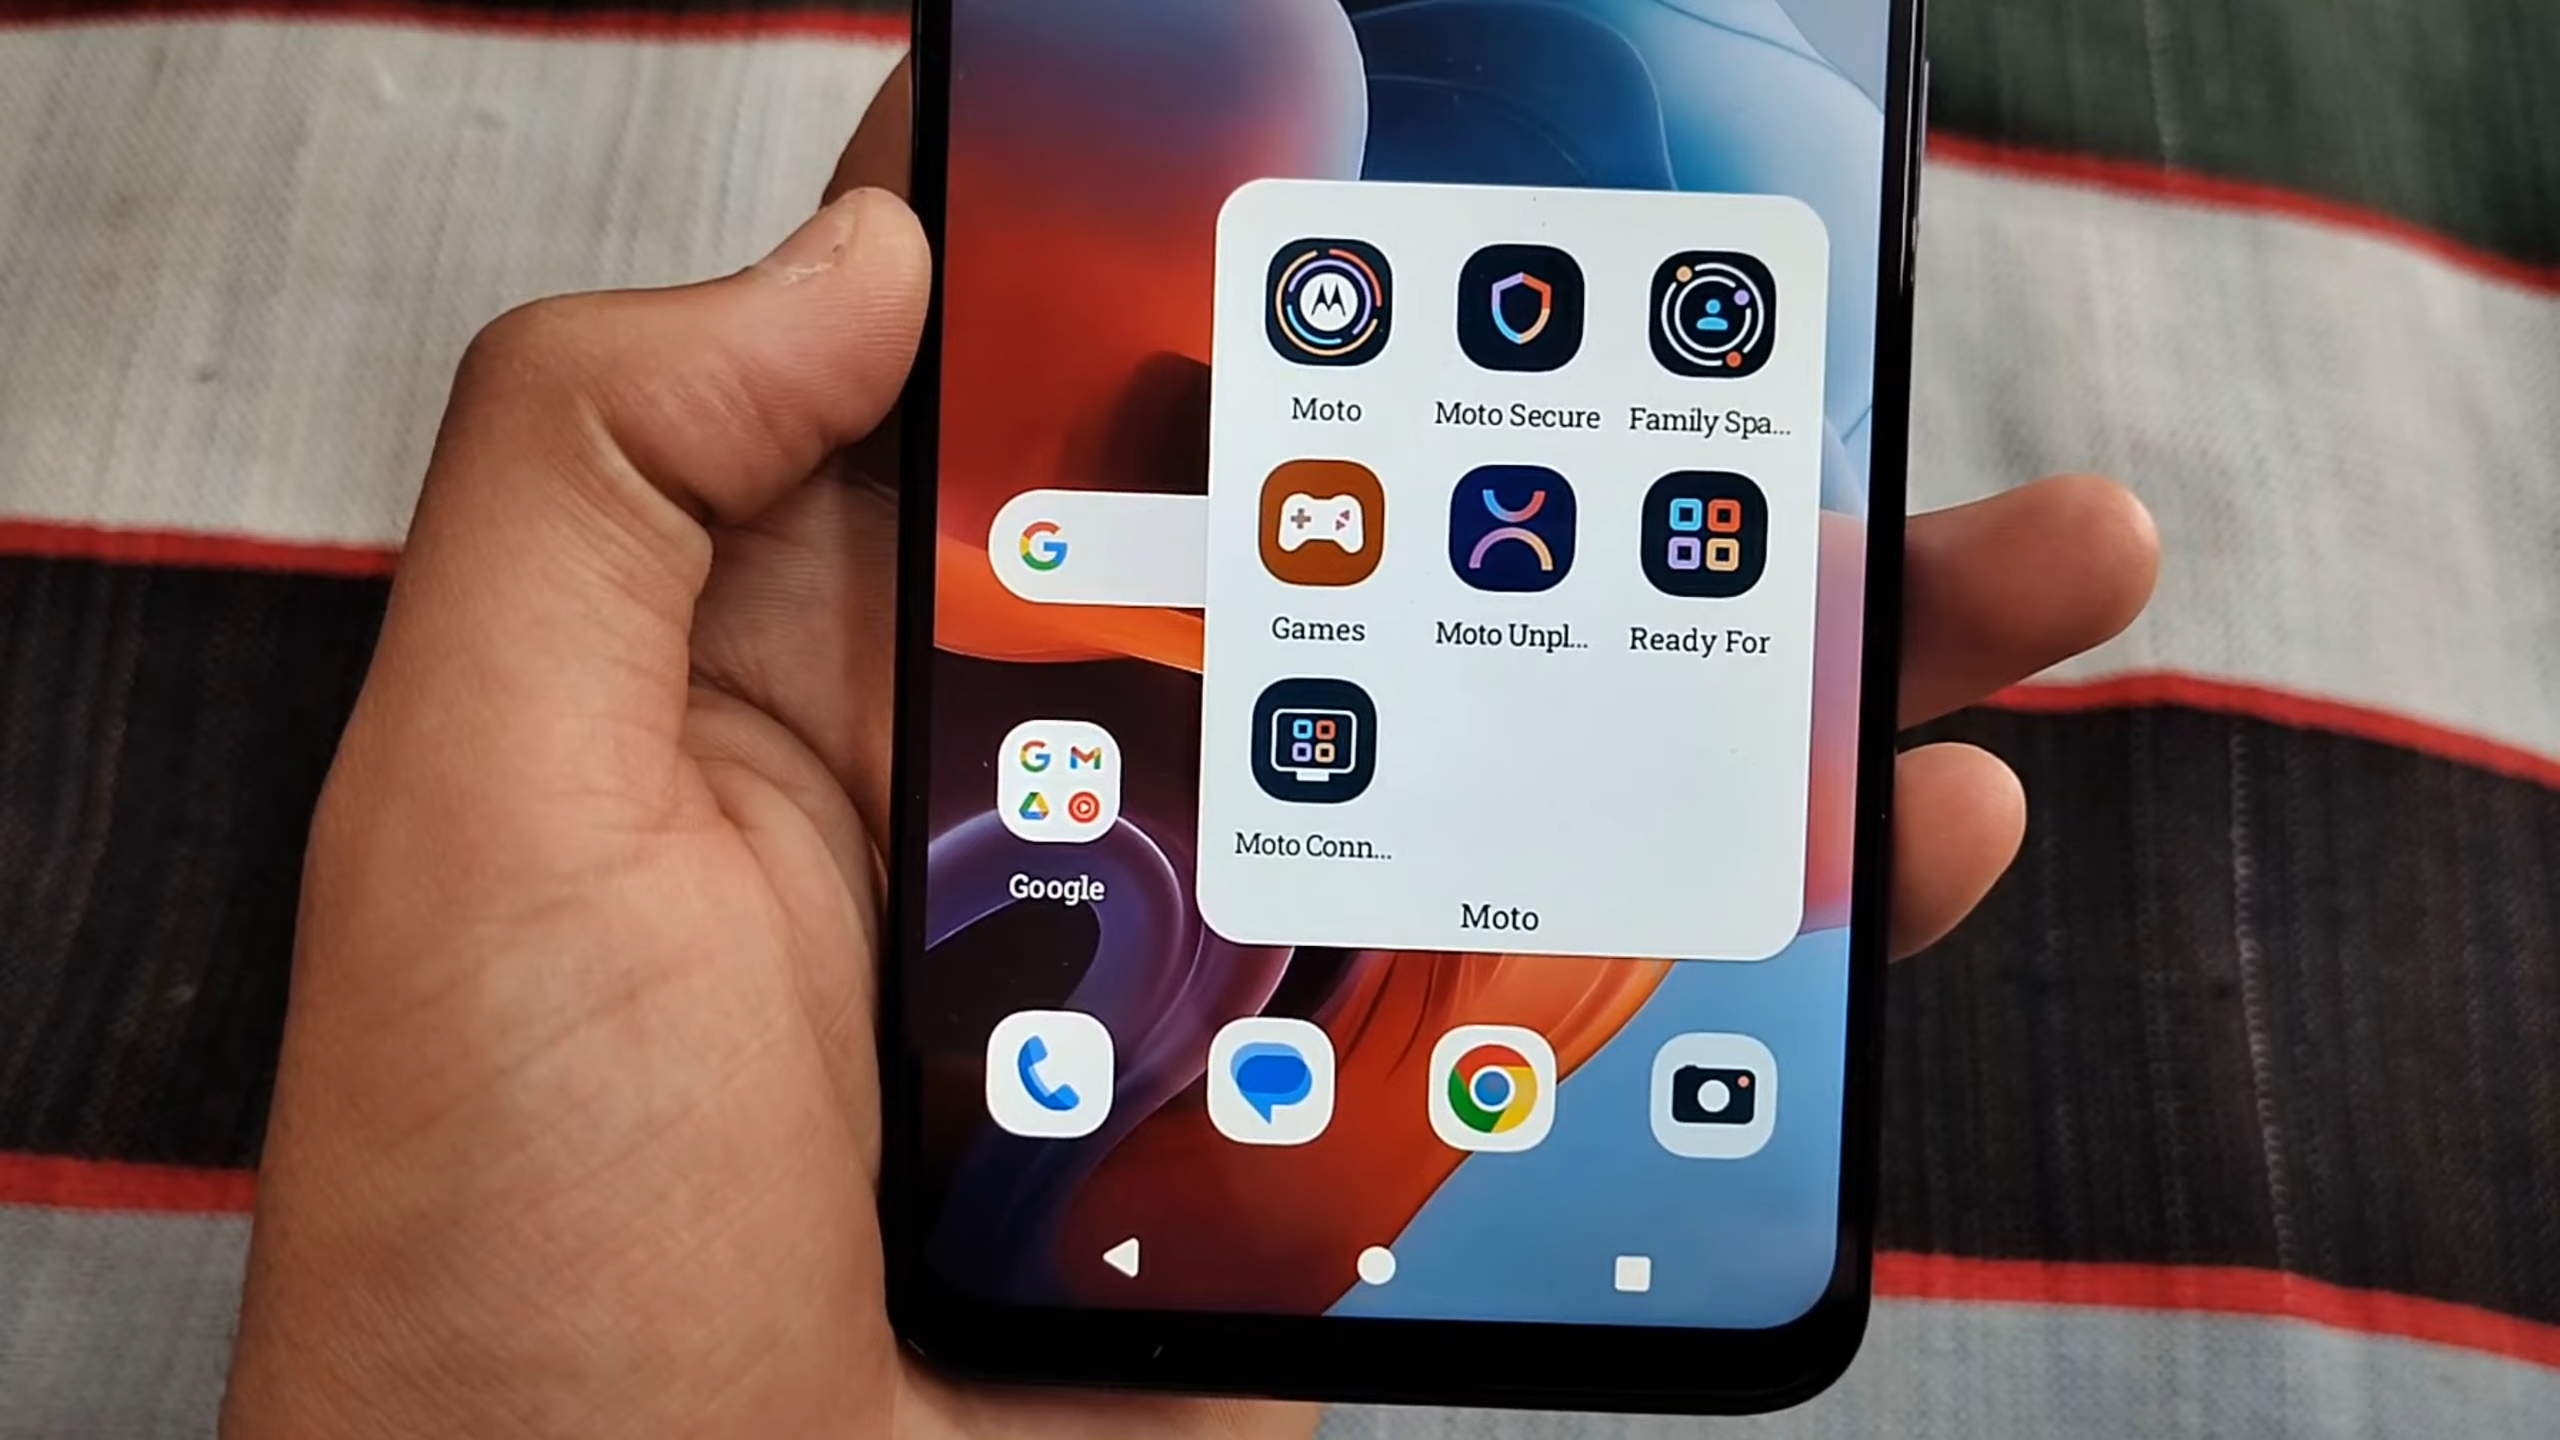 Moto
Moto Secure
Family Spa...
Games
Moto Unpl...
Ready For
Moto Conn...
Moto
Google